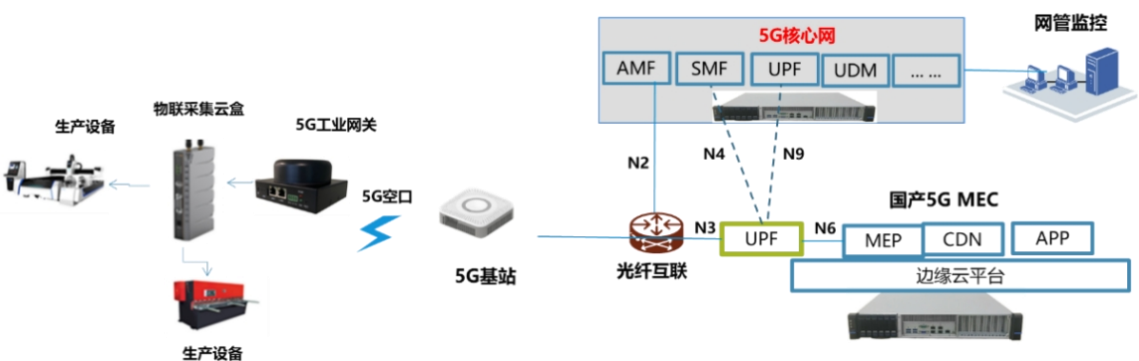 5G核心网
网管监控
AMF
SMF
UPF
UDM
... ...
物联采集云盒
生产设备
5G工业网关
N2
N4
N9
5G空口
国产5G MEC
N3
UPF
N6
MEP
CDN
APP
5G基站
光纤互联
边缘云平台
生产设备